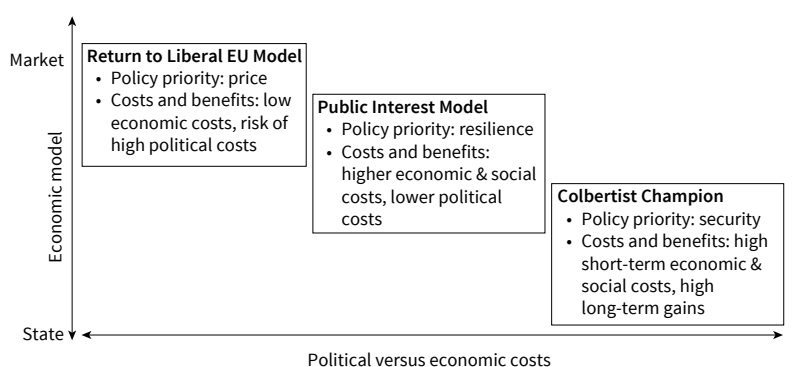 Market
Return to Liberal EU Model
• Policy priority: price
• Costs and benefits: low
economic costs, risk of
high political costs
Public Interest Model
• Policy priority: resilience
• Costs and benefits:
higher economic & social
costs, lower political
costs
Colbertist Champion
• Policy priority: security
• Costs and benefits: high
short-term economic &
social costs, high
long-term gains
Economic model
State
Political versus economic costs